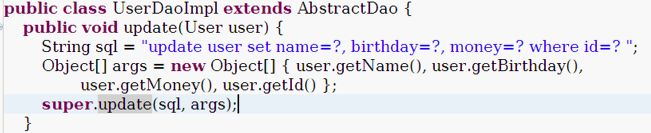 public class UserDaoImpl extends AbstractDao {
public void update(User user) {
String sql = "update user set name=?, birthday=?, money=? where id=? ";
Object[] args = new Object[] { user.getName(), user.getBirthday(),
user.getMoney(), user.getId() };
super.update(sql, args);
}